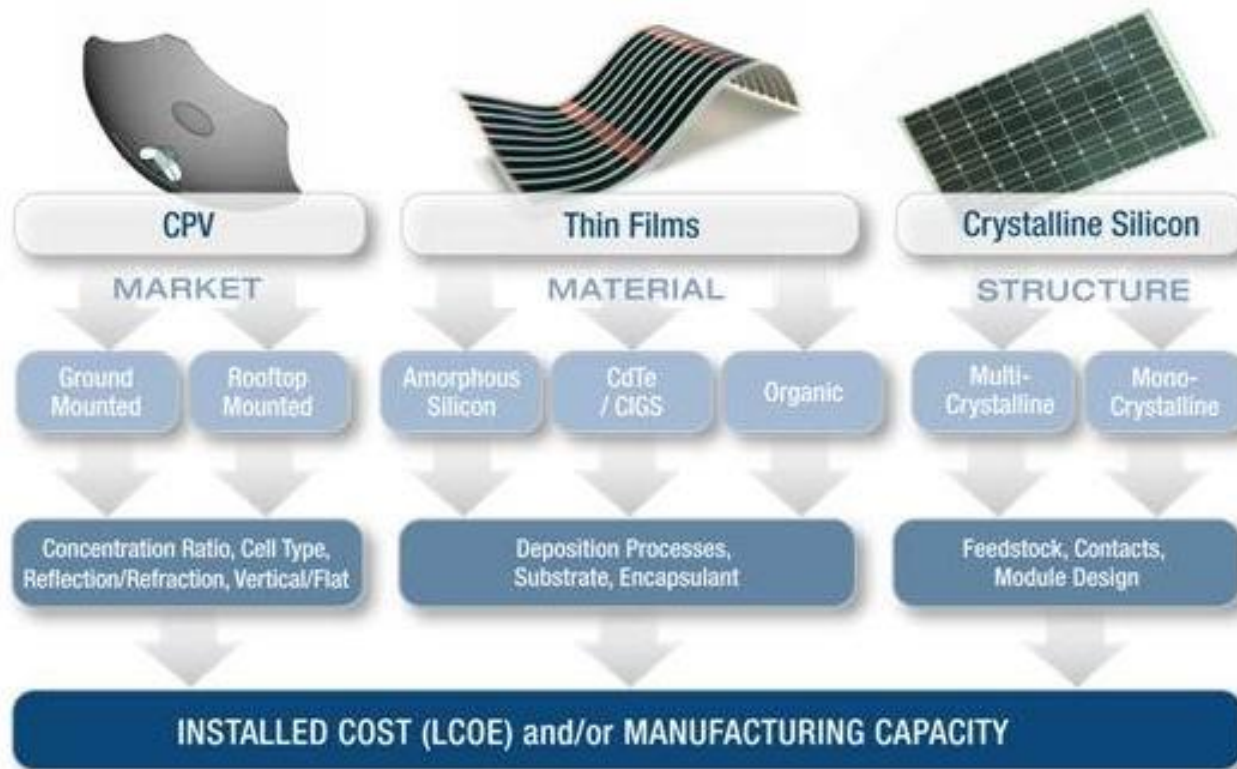 CPV
Thin Films
Crystalline Silicon
MARKET
MATERIAL
STRUCTURE
Ground
Mounted
Rooftop
Mounted
Amorphous
Silicon
CdTe
/ CIGS
Organic
Multi-
Crystalline
Mono-
Crystalline
Concentration Ratio, Cell Type,
Reflection/Refraction, Vertical/Flat
Deposition Processes,
Substrate, Encapsulant
Feedstock, Contacts,
Module Design
INSTALLED COST (LCOE) and/or MANUFACTURING CAPACITY